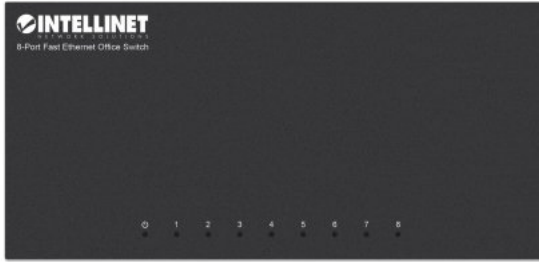 INTELLINET
NETWORK SOLUTIONS
8-Port Fast Ethernet Office Switch
1 2 3 4 5 6 7 8